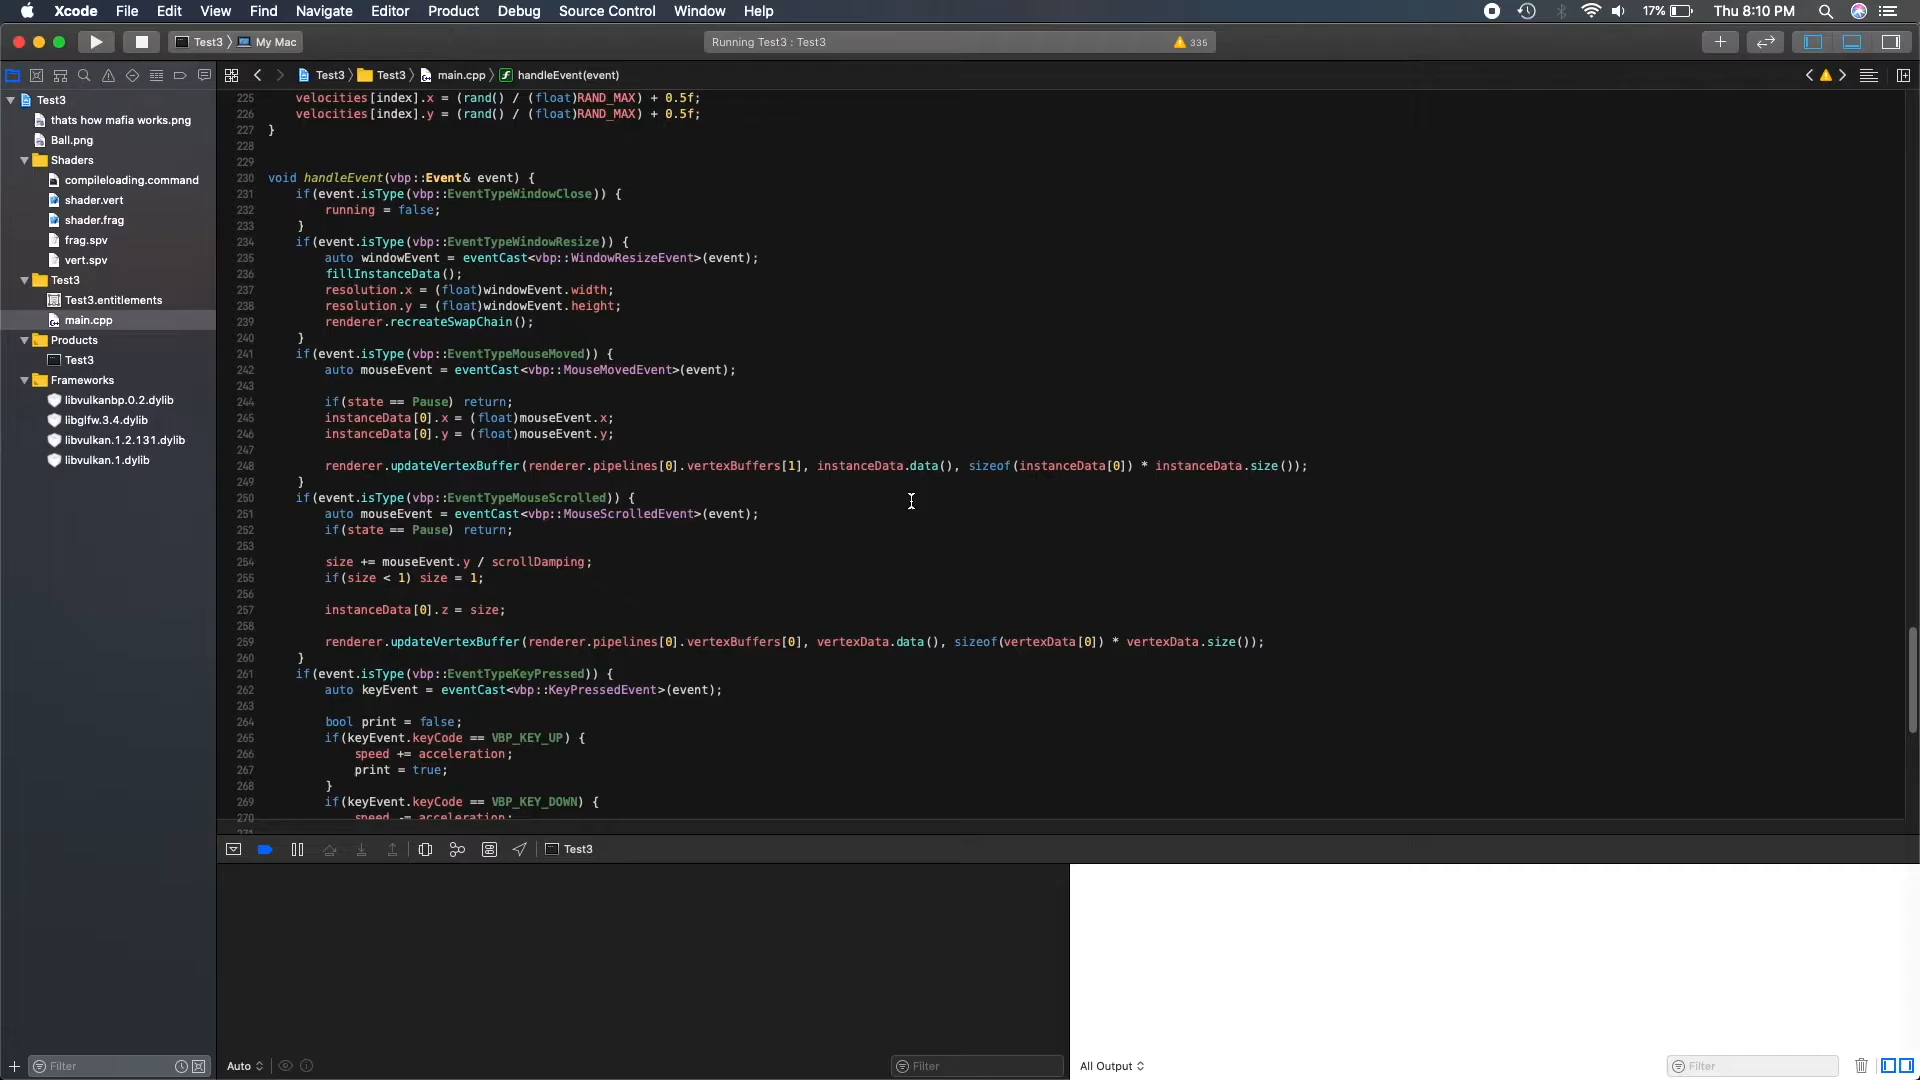 Xcode File Edit View Find Navigate Editor Product Debug Source Control Window Help 17% Thu 8:10 PM
Test3 My Mac Running Test3 : Test3 335
Test3 Test3 main.cpp handleEvent(event)
Test3
thats how mafia works.png
Ball.png
Shaders
compileloading.command
shader.vert
shader.frag
frag.spv
vert.spv
Test3
Test3.entitlements
main.cpp
Products
Test3
Frameworks
libvulkanbp.0.2.dylib
libglfw.3.4.dylib
libvulkan.1.2.131.dylib
libvulkan.1.dylib
225 velocities[index].x = (rand() / (float)RAND_MAX) + 0.5f;
226 velocities[index].y = (rand() / (float)RAND_MAX) + 0.5f;
227 }
228
229
230 void handleEvent(vbp::Event& event) {
231 if(event.isType(vbp::EventTypeWindowClose)) {
232 running = false;
233 }
234 if(event.isType(vbp::EventTypeWindowResize)) {
235 auto windowEvent = eventCast<vbp::WindowResizeEvent>(event);
236 fillInstanceData();
237 resolution.x = (float)windowEvent.width;
238 resolution.y = (float)windowEvent.height;
239 renderer.recreateSwapChain();
240 }
241 if(event.isType(vbp::EventTypeMouseMoved)) {
242 auto mouseEvent = eventCast<vbp::MouseMovedEvent>(event);
243
244 if(state == Pause) return;
245 instanceData[0].x = (float)mouseEvent.x;
246 instanceData[0].y = (float)mouseEvent.y;
247
248 renderer.updateVertexBuffer(renderer.pipelines[0].vertexBuffers[1], instanceData.data(), sizeof(instanceData[0]) * instanceData.size());
249 }
250 if(event.isType(vbp::EventTypeMouseScrolled)) {
251 auto mouseEvent = eventCast<vbp::MouseScrolledEvent>(event);
252 if(state == Pause) return;
253
254 size += mouseEvent.y / scrollDamping;
255 if(size < 1) size = 1;
256
257 instanceData[0].z = size;
258
259 renderer.updateVertexBuffer(renderer.pipelines[0].vertexBuffers[0], vertexData.data(), sizeof(vertexData[0]) * vertexData.size());
260 }
261 if(event.isType(vbp::EventTypeKeyPressed)) {
262 auto keyEvent = eventCast<vbp::KeyPressedEvent>(event);
263
264 bool print = false;
265 if(keyEvent.keyCode == VBP_KEY_UP) {
266 speed += acceleration;
267 print = true;
268 }
269 if(keyEvent.keyCode == VBP_KEY_DOWN) {
270 speed -= acceleration;
271
Test3
Filter Auto Filter All Output Filter